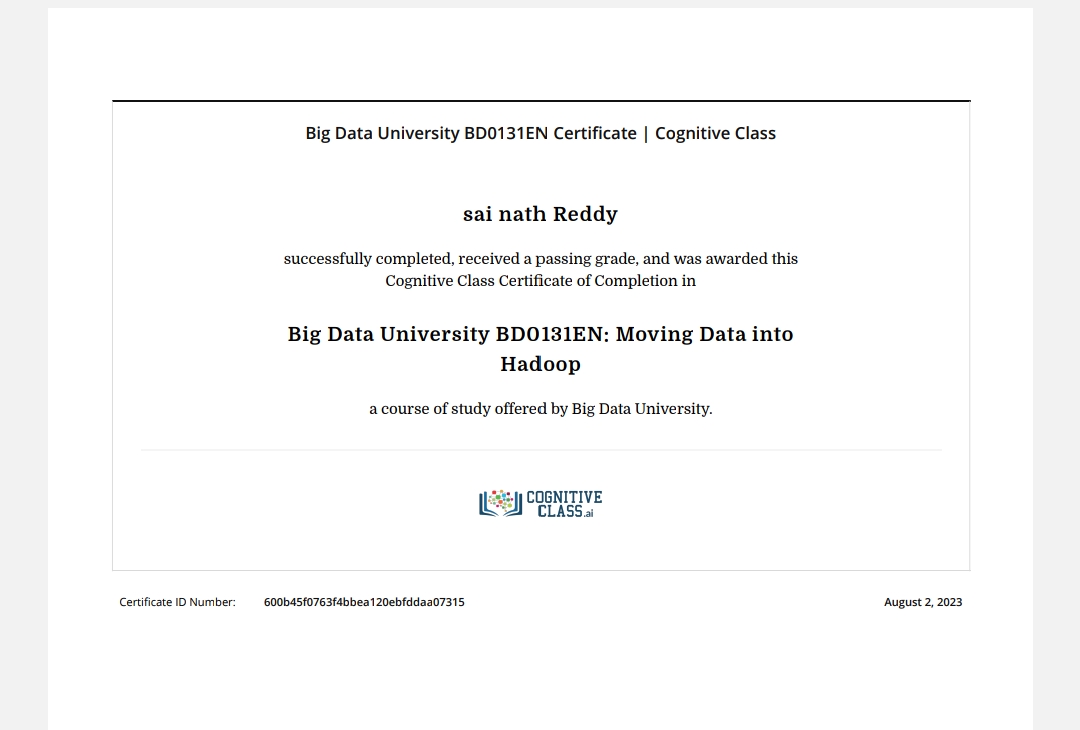 Big Data University BD0131EN Certificate | Cognitive Class
sai nath Reddy
successfully completed, received a passing grade, and was awarded this
Cognitive Class Certificate of Completion in
Big Data University BD0131EN: Moving Data into
Hadoop
a course of study offered by Big Data University.
COGNITIVE
CLASS.ai
Certificate ID Number: 600b45f0763f4bbea120ebfddaa07315 August 2, 2023